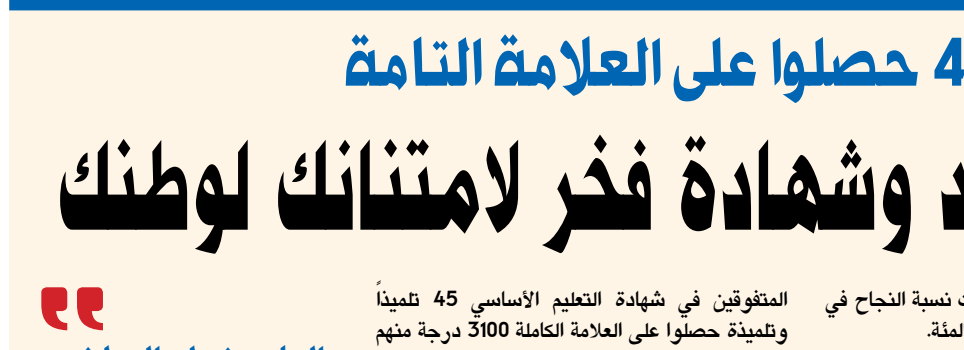 4 حصلوا على العلامة التامة
د وشهادة فخر لامتنانك لوطنك
نسبة النجاح في
المتفوقين في شهادة التعليم الأساسي 45 تلميذاً
وتلميذة حصلوا على العلامة الكاملة 3100 درجة منهم